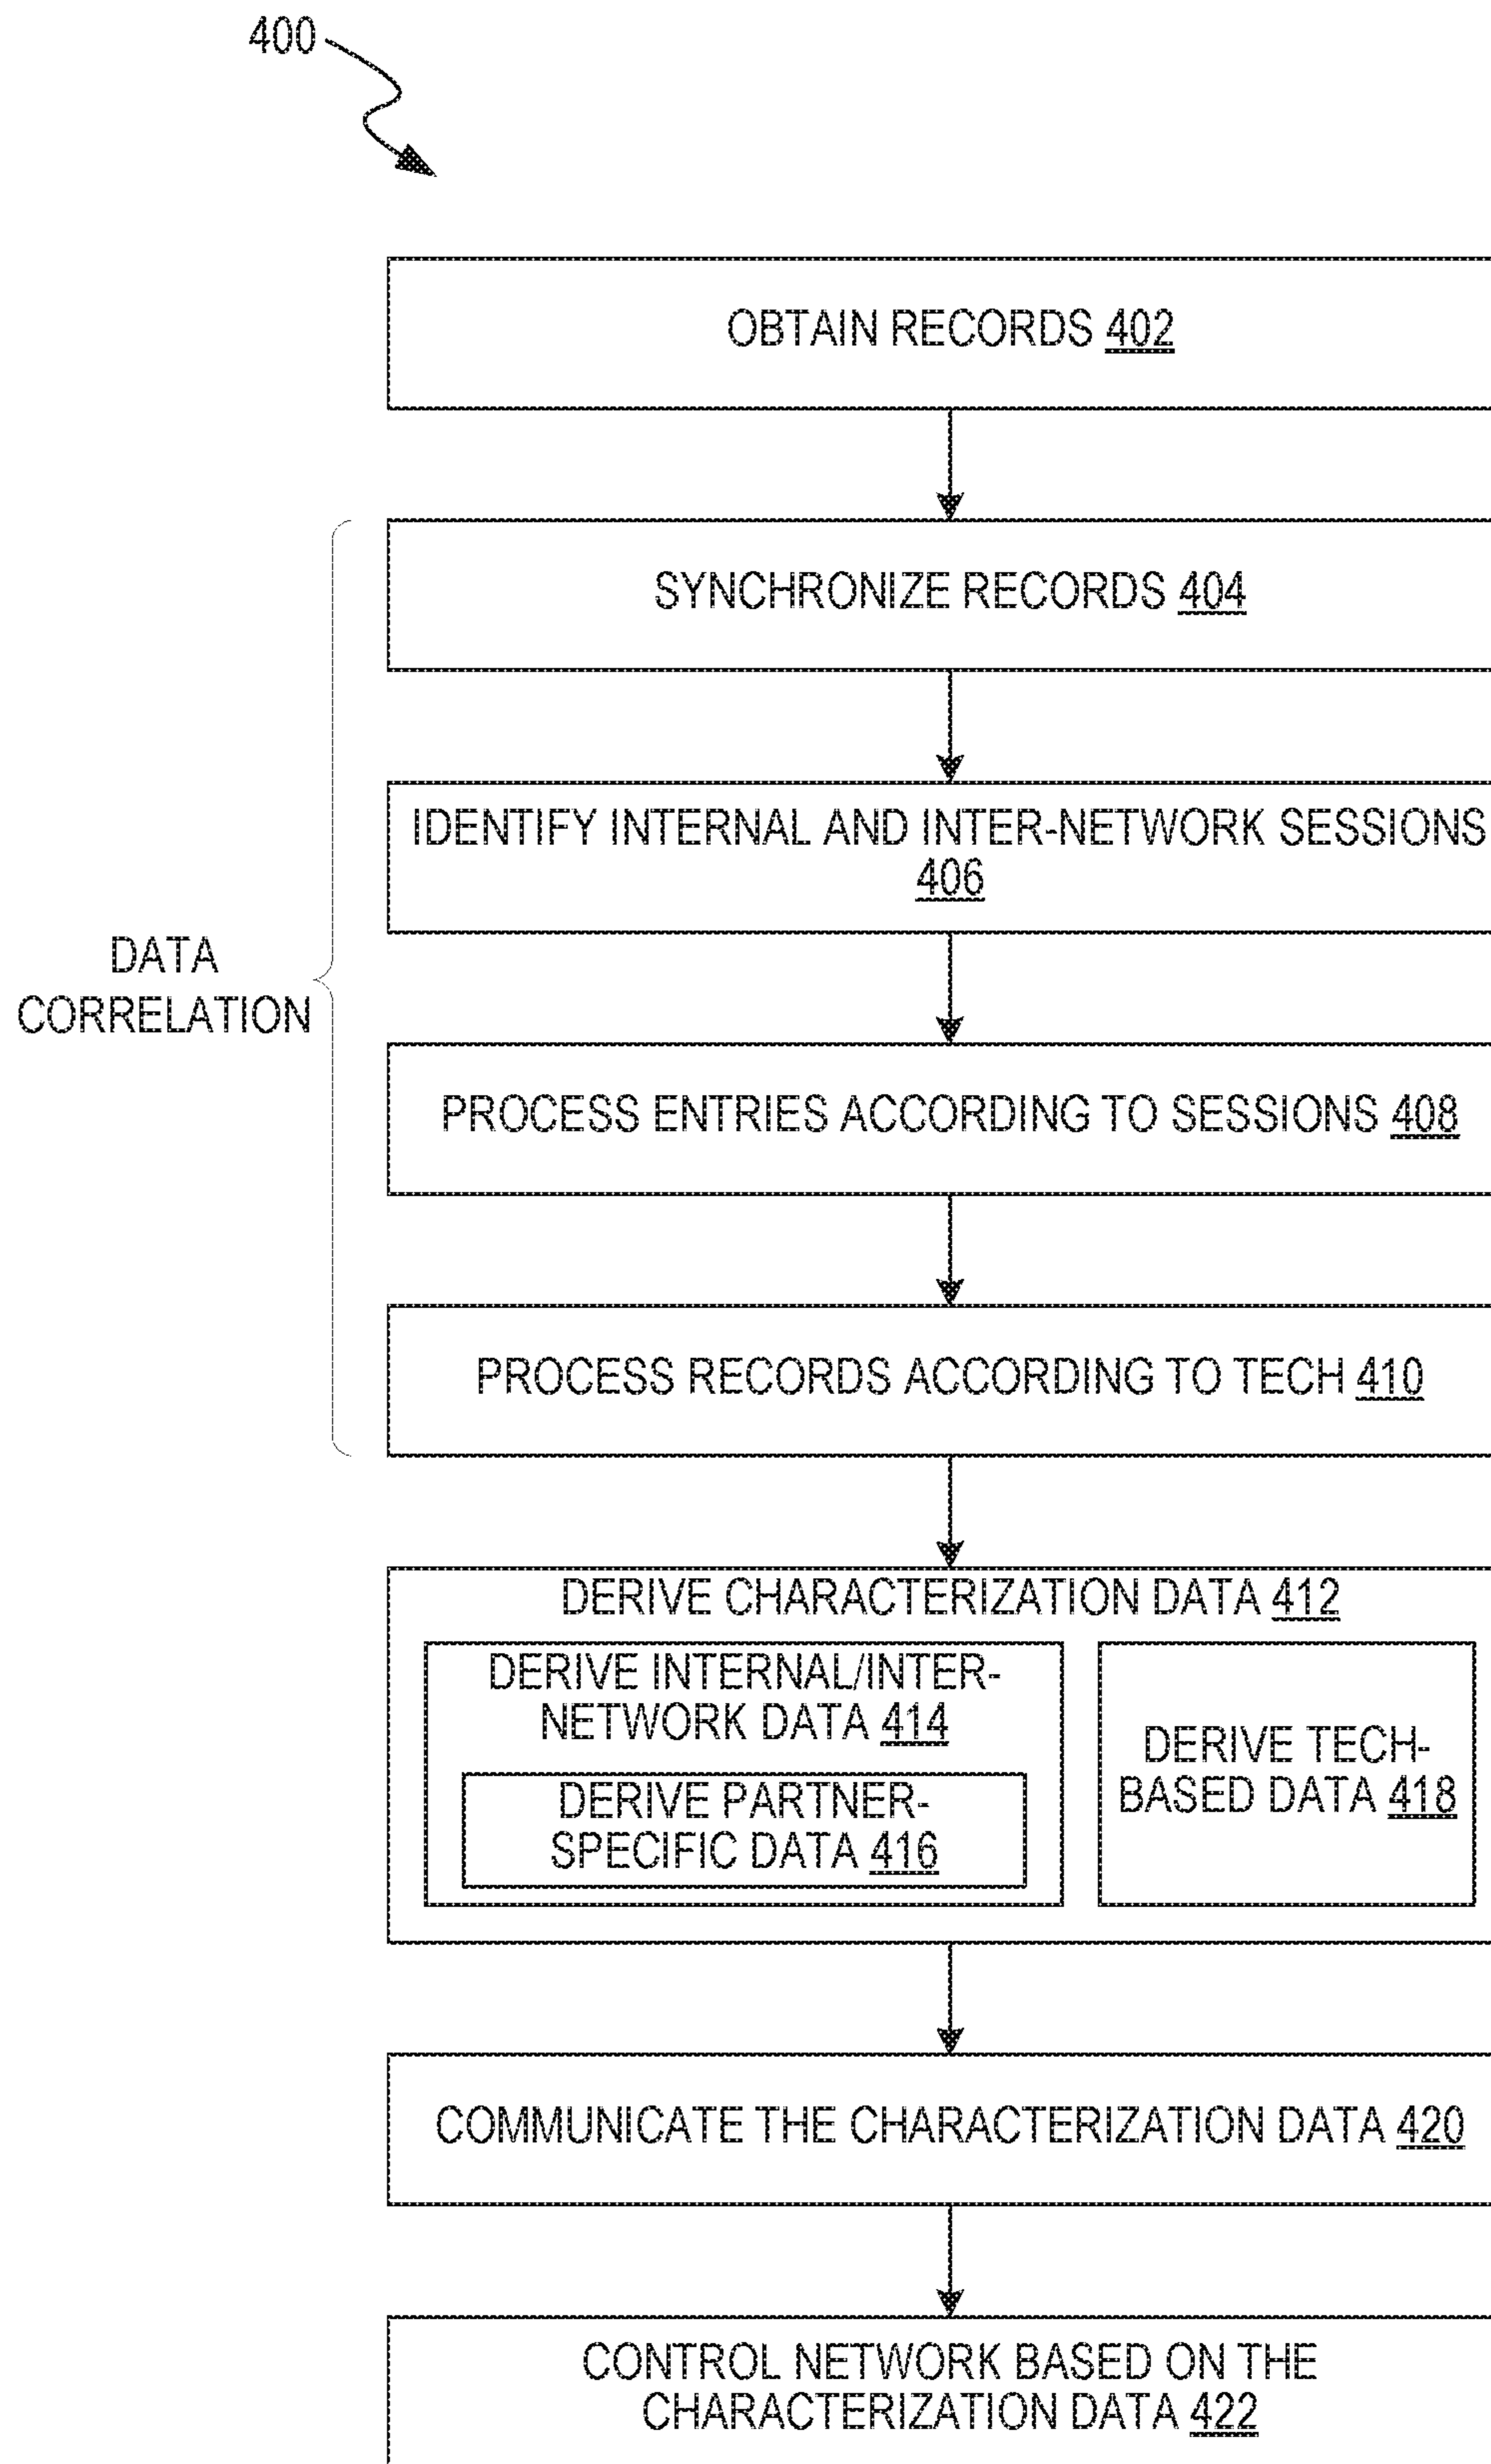 400
OBTAIN RECORDS 402
SYNCHRONIZE RECORDS 404
IDENTIFY INTERNAL AND INTER-NETWORK SESSIONS
406
DATA
CORRELATION
PROCESS ENTRIES ACCORDING TO SESSIONS 408
PROCESS RECORDS ACCORDING TO TECH 410
DERIVE CHARACTERIZATION DATA 412
DERIVE INTERNAL/INTER-
NETWORK DATA 414
DERIVE PARTNER-
SPECIFIC DATA 416
DERIVE TECH-
BASED DATA 418
COMMUNICATE THE CHARACTERIZATION DATA 420
CONTROL NETWORK BASED ON THE
CHARACTERIZATION DATA 422